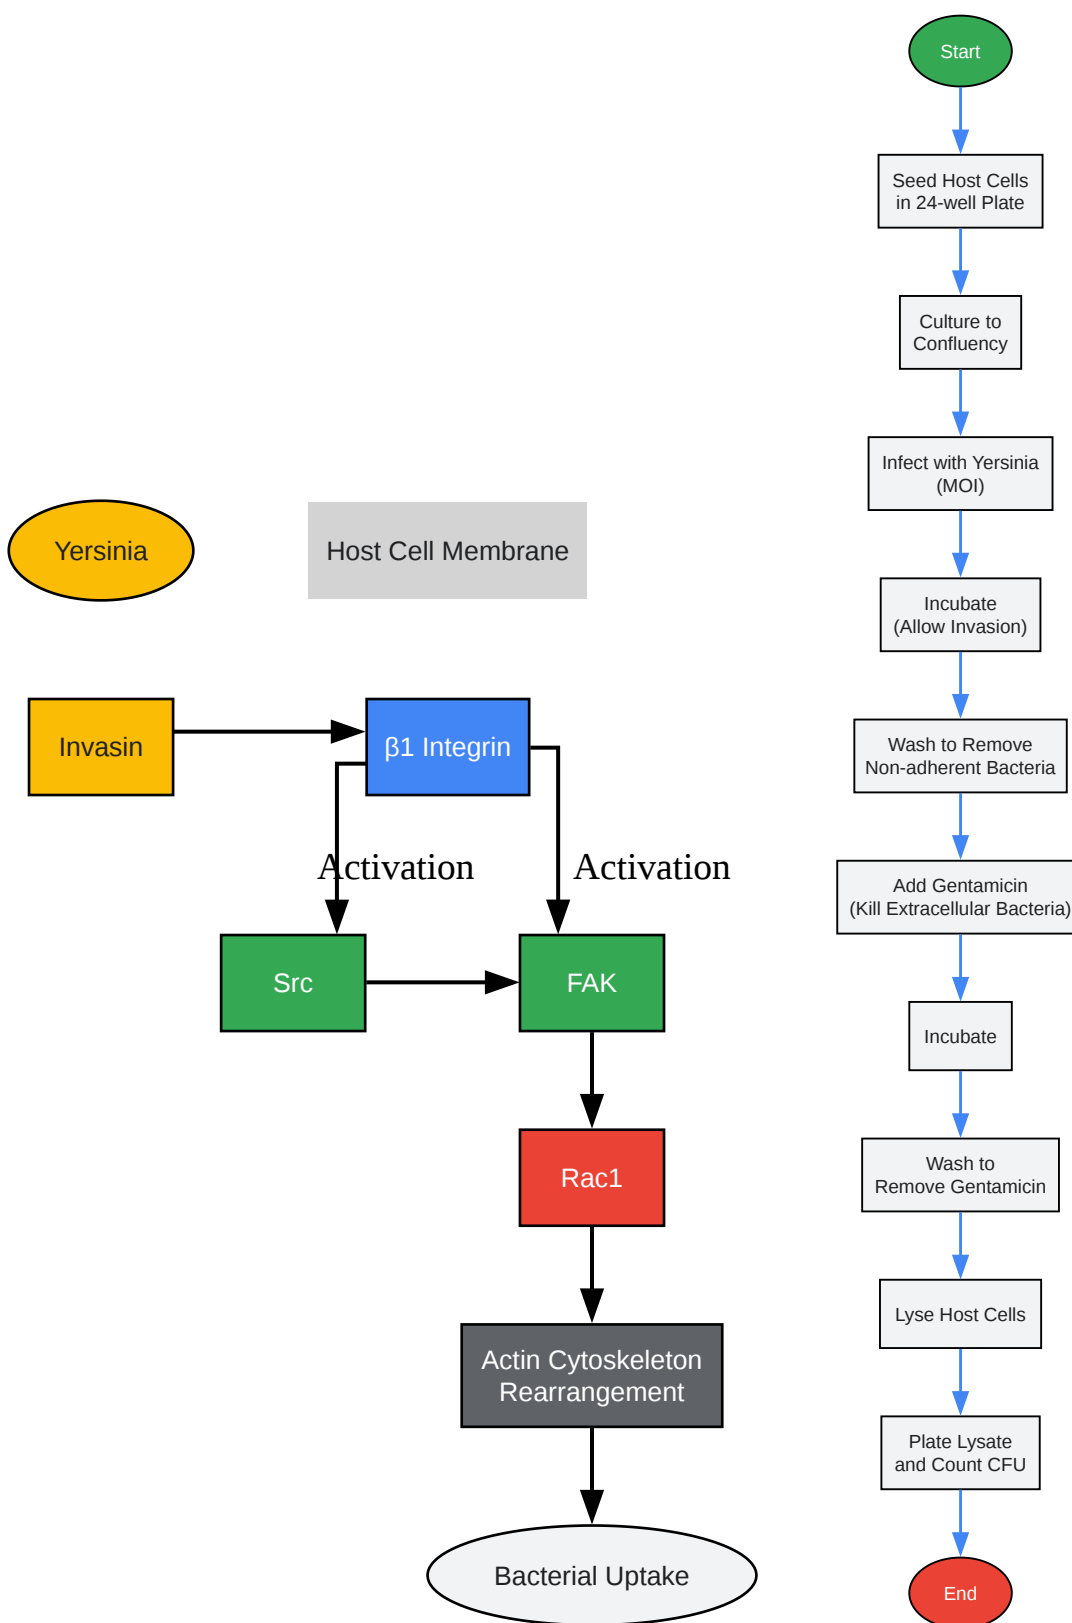 Yersinia
Host Cell Membrane
Invasin
β1 Integrin
Activation
Activation
Src
FAK
Rac1
Actin Cytoskeleton
Rearrangement
Bacterial Uptake
Start
Seed Host Cells
in 24-well Plate
Culture to
Confluency
Infect with Yersinia
(MOI)
Incubate
(Allow Invasion)
Wash to Remove
Non-adherent Bacteria
Add Gentamicin
(Kill Extracellular Bacteria)
Incubate
Wash to
Remove Gentamicin
Lyse Host Cells
Plate Lysate
and Count CFU
End